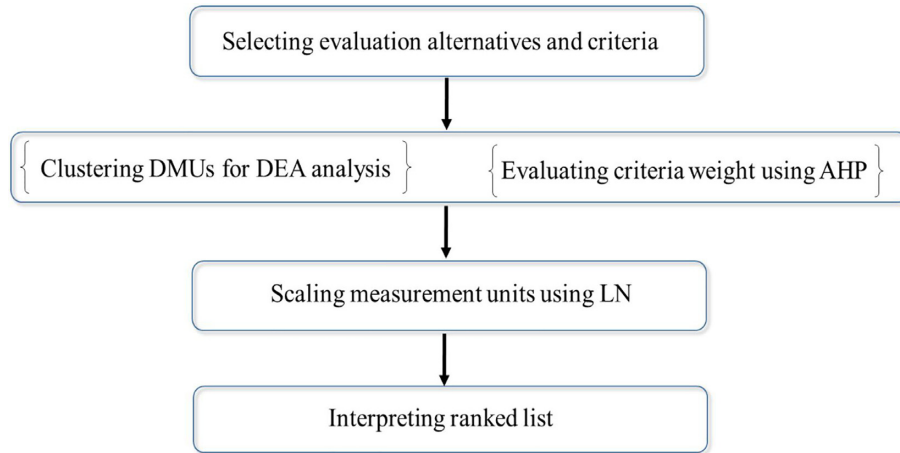 Selecting evaluation alternatives and criteria
Clustering DMUs for DEA analysis
Evaluating criteria weight using AHP
Scaling measurement units using LN
Interpreting ranked list